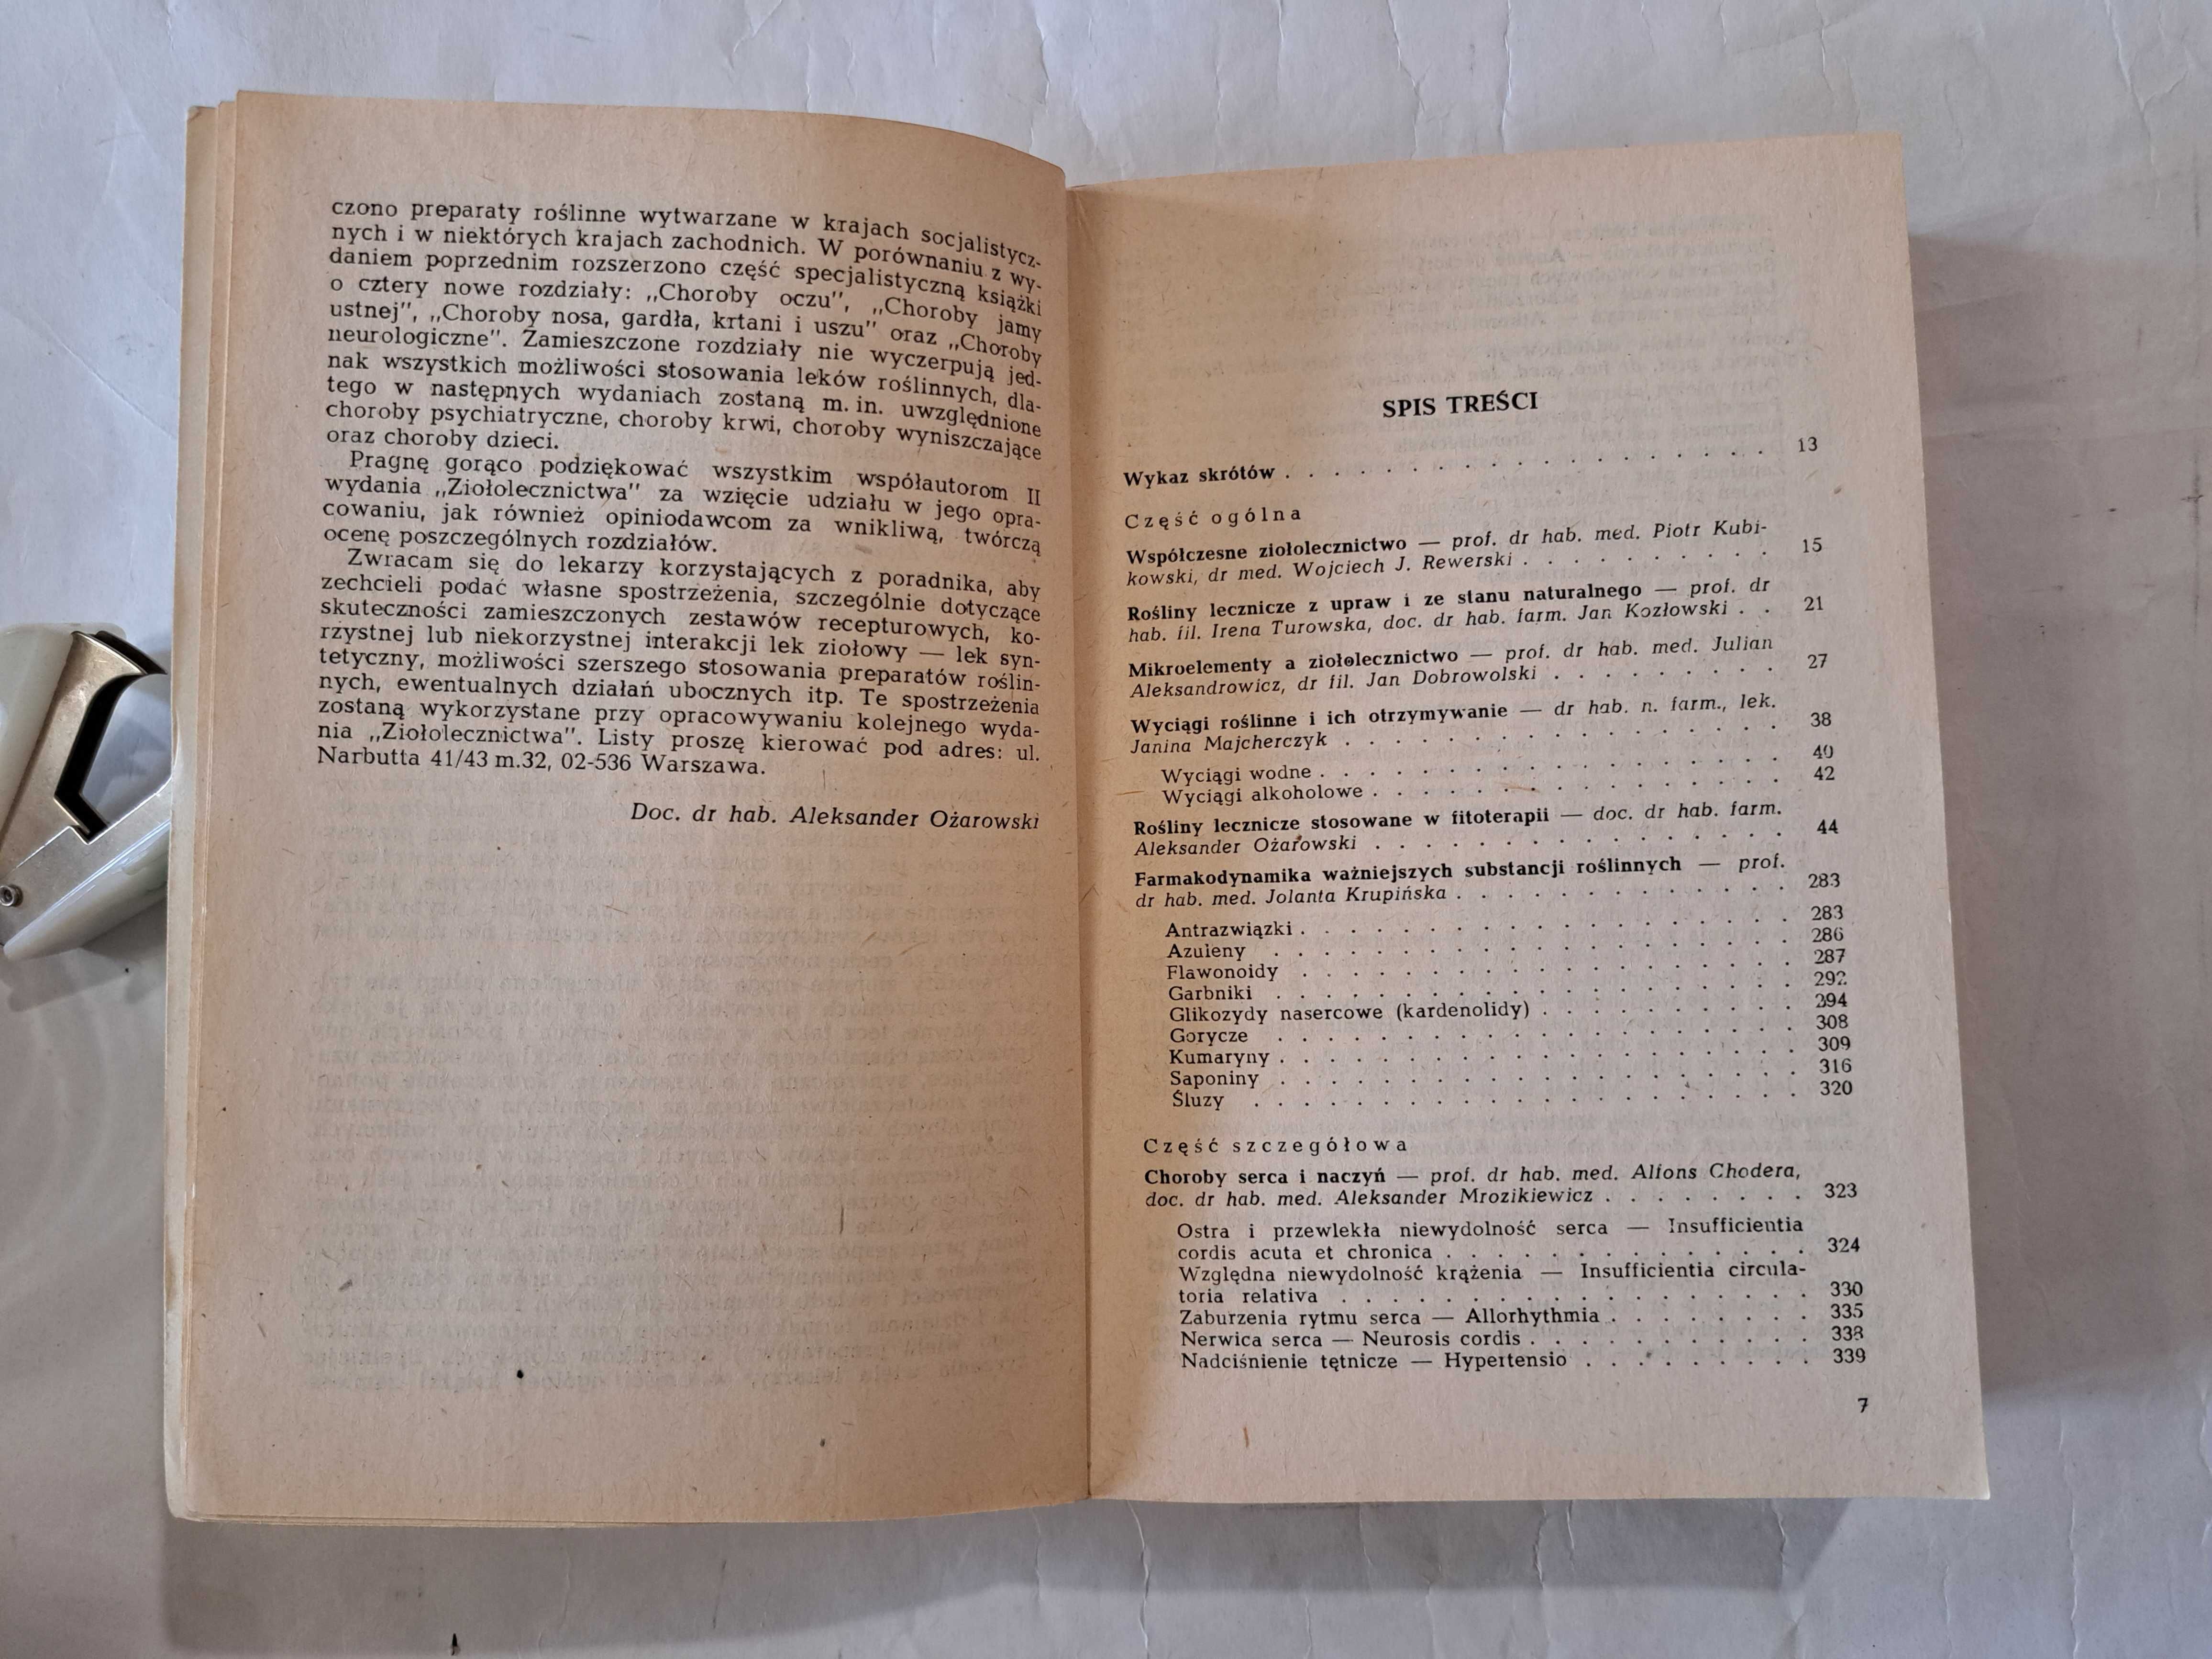 czono preparaty roślinne wytwarzane w krajach socjalistycz-
nych i w niektórych krajach zachodnich. W porównaniu z wy-
daniem poprzednim rozszerzono część specjalistyczną książki
o cztery nowe rozdziały: „Choroby oczu", „Choroby jamy
ustnej", „Choroby nosa, gardła, krtani i uszu" oraz „Choroby
neurologiczne". Zamieszczone rozdziały nie wyczerpują jed-
nak wszystkich możliwości stosowania leków roślinnych, dla-
tego w następnych wydaniach zostaną m. in. uwzględnione
choroby psychiatryczne, choroby krwi, choroby wyniszczające
oraz choroby dzieci.
Pragnę gorąco podziękować wszystkim współautorom II
wydania „Ziołolecznictwa" za wzięcie udziału w jego opra-
cowaniu, jak również opiniodawcom za wnikliwą, twórczą
ocenę poszczególnych rozdziałów.
Zwracam się do lekarzy korzystających z poradnika, aby
zechcieli podać własne spostrzeżenia, szczególnie dotyczące
skuteczności zamieszczonych zestawów recepturowych, ko-
rzystnej lub niekorzystnej interakcji lek ziołowy — lek syn-
tetyczny, możliwości szerszego stosowania preparatów roślin-
nych, ewentualnych działań ubocznych itp. Te spostrzeżenia
zostaną wykorzystane przy opracowywaniu kolejnego wyda-
nia „Ziołolecznictwa". Listy proszę kierować pod adres: ul.
Narbutta 41/43 m.32, 02-536 Warszawa.
Doc. dr hab. Aleksander Ożarowski
SPIS TREŚCI
Wykaz skrótów . . . . . . . . . . . . . . . . . . . 13
Część ogólna
Współczesne ziołolecznictwo — prof. dr hab. med. Piotr Kubi-
kowski, dr med. Wojciech J. Rewerski . . . . . . . . . 15
Rośliny lecznicze z upraw i ze stanu naturalnego — prof. dr
hab. fil. Irena Turowska, doc. dr hab. farm. Jan Kozłowski . . 21
Mikroelementy a ziołolecznictwo — prof. dr hab. med. Julian
Aleksandrowicz, dr fil. Jan Dobrowolski . . . . . . . . 27
Wyciągi roślinne i ich otrzymywanie — dr hab. n. farm., lek.
Janina Majcherczyk . . . . . . . . . . . . . . . . 38
Wyciągi wodne . . . . . . . . . . . . . . . . . 40
Wyciągi alkoholowe . . . . . . . . . . . . . . . 42
Rośliny lecznicze stosowane w fitoterapii — doc. dr hab. farm.
Aleksander Ożarowski . . . . . . . . . . . . . . . 44
Farmakodynamika ważniejszych substancji roślinnych — prof.
dr hab. med. Jolanta Krupińska . . . . . . . . . . . . 283
Antrazwiązki . . . . . . . . . . . . . . . . . . 283
Azuleny . . . . . . . . . . . . . . . . . . . 286
Flawonoidy . . . . . . . . . . . . . . . . . . 287
Garbniki . . . . . . . . . . . . . . . . . . . 292
Glikozydy nasercowe (kardenolidy) . . . . . . . . . 294
Gorycze . . . . . . . . . . . . . . . . . . . 308
Kumaryny . . . . . . . . . . . . . . . . . . . 309
Saponiny . . . . . . . . . . . . . . . . . . . 316
Śluzy . . . . . . . . . . . . . . . . . . . . 320
Część szczegółowa
Choroby serca i naczyń — prof. dr hab. med. Alfons Chodera,
doc. dr hab. med. Aleksander Mrozikiewicz . . . . . . . . 323
Ostra i przewlekła niewydolność serca — Insufficientia
cordis acuta et chronica . . . . . . . . . . . . . . 324
Względna niewydolność krążenia — Insufficientia circula-
toria relativa . . . . . . . . . . . . . . . . . . 330
Zaburzenia rytmu serca — Allorhythmia . . . . . . . . 335
Nerwica serca — Neurosis cordis . . . . . . . . . . . 338
Nadciśnienie tętnicze — Hypertensio . . . . . . . . . 339
7